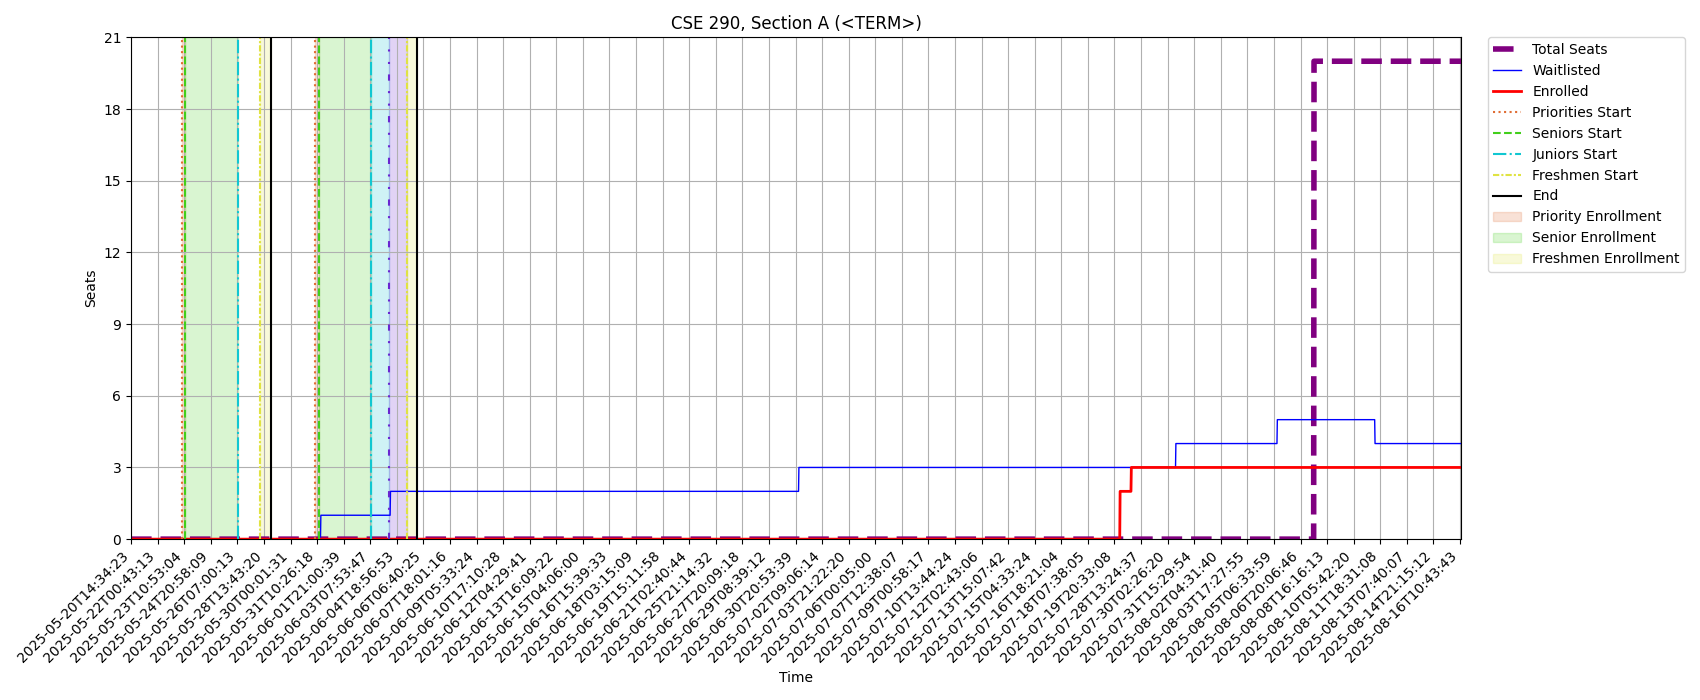 CSE 290, Section A (<TERM>)
21
18
15
12
9
6
3
0
Seats
2025-05-20T14:34:23
2025-05-22T00:43:13
2025-05-23T10:53:04
2025-05-24T20:58:09
2025-05-26T07:00:13
2025-05-28T13:43:20
2025-05-30T00:01:31
2025-05-31T10:26:18
2025-06-01T21:00:39
2025-06-03T07:53:47
2025-06-04T18:56:53
2025-06-06T06:40:25
2025-06-07T18:01:16
2025-06-09T05:33:24
2025-06-10T17:10:28
2025-06-12T04:29:41
2025-06-13T16:09:22
2025-06-15T04:06:00
2025-06-16T15:39:33
2025-06-18T03:15:09
2025-06-19T15:11:58
2025-06-21T02:40:44
2025-06-25T21:14:32
2025-06-27T20:09:18
2025-06-29T08:39:12
2025-06-30T20:53:39
2025-07-02T09:06:14
2025-07-03T21:22:20
2025-07-06T00:05:00
2025-07-07T12:38:07
2025-07-09T00:58:17
2025-07-10T13:44:24
2025-07-12T02:43:06
2025-07-13T15:07:42
2025-07-15T04:33:24
2025-07-16T18:21:04
2025-07-18T07:38:05
2025-07-19T20:33:08
2025-07-28T13:24:37
2025-07-30T02:26:20
2025-07-31T15:29:54
2025-08-02T04:31:40
2025-08-03T17:27:55
2025-08-05T06:33:59
2025-08-06T20:06:46
2025-08-08T16:16:13
2025-08-10T05:42:20
2025-08-11T18:31:08
2025-08-13T07:40:07
2025-08-14T21:15:12
2025-08-16T10:43:43
Time
Total Seats
Waitlisted
Enrolled
Priorities Start
Seniors Start
Juniors Start
Freshmen Start
End
Priority Enrollment
Senior Enrollment
Freshmen Enrollment